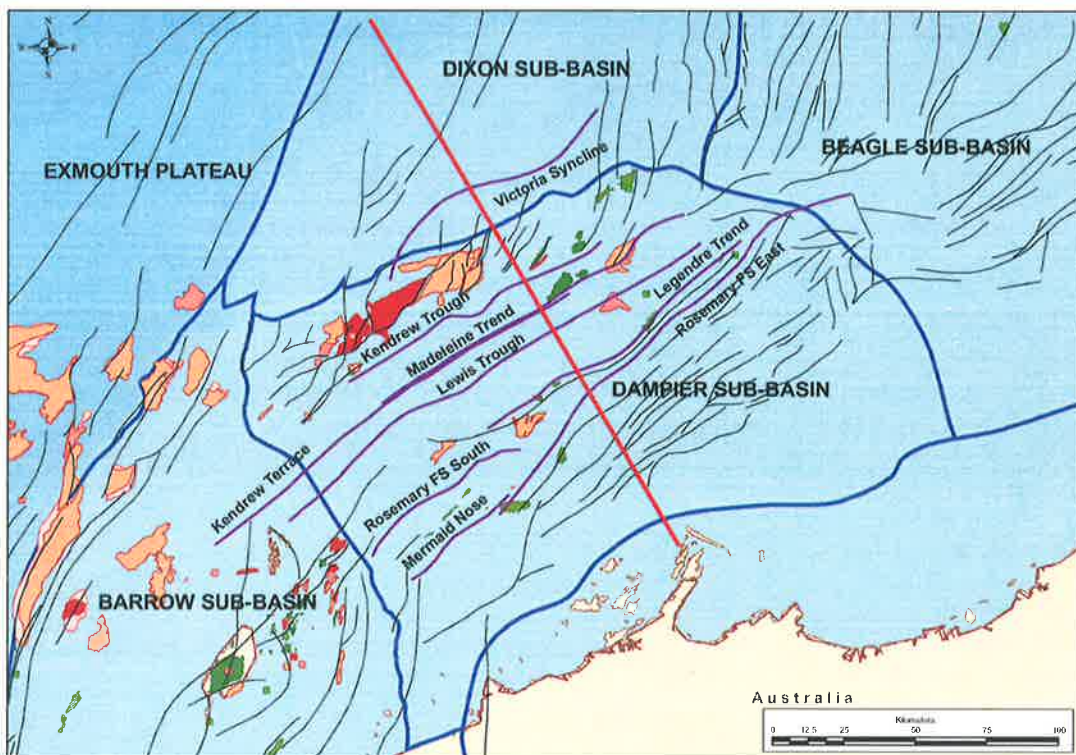 N
DIXON SUB-BASIN
BEAGLE SUB-BASIN
EXMOUTH PLATEAU
Victoria Syncline
Legendre Trend
Rosemary FS East
Kendrew Trough
Madeleine Trend
Lewis Trough
DAMPIER SUB-BASIN
Kendrew Terrace
Rosemary FS South
Mermaid Nose
BARROW SUB-BASIN
Australia
Kilometers
0 12.5 25 50 75 100